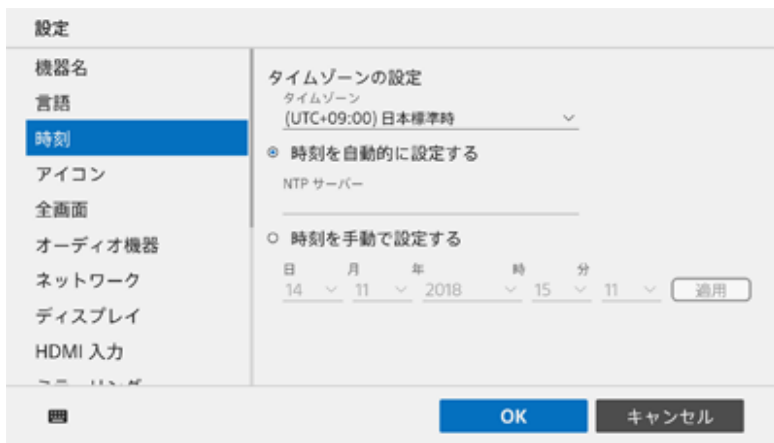 設定
機器名
言語
時刻
アイコン
全画面
オーディオ機器
ネットワーク
ディスプレイ
HDMI 入力
タイムゾーンの設定
タイムゾーン
(UTC+09:00) 日本標準時
時刻を自動的に設定する
NTP サーバー
時刻を手動で設定する
日 月 年 時 分
14 11 2018 15 11 適用
OK キャンセル